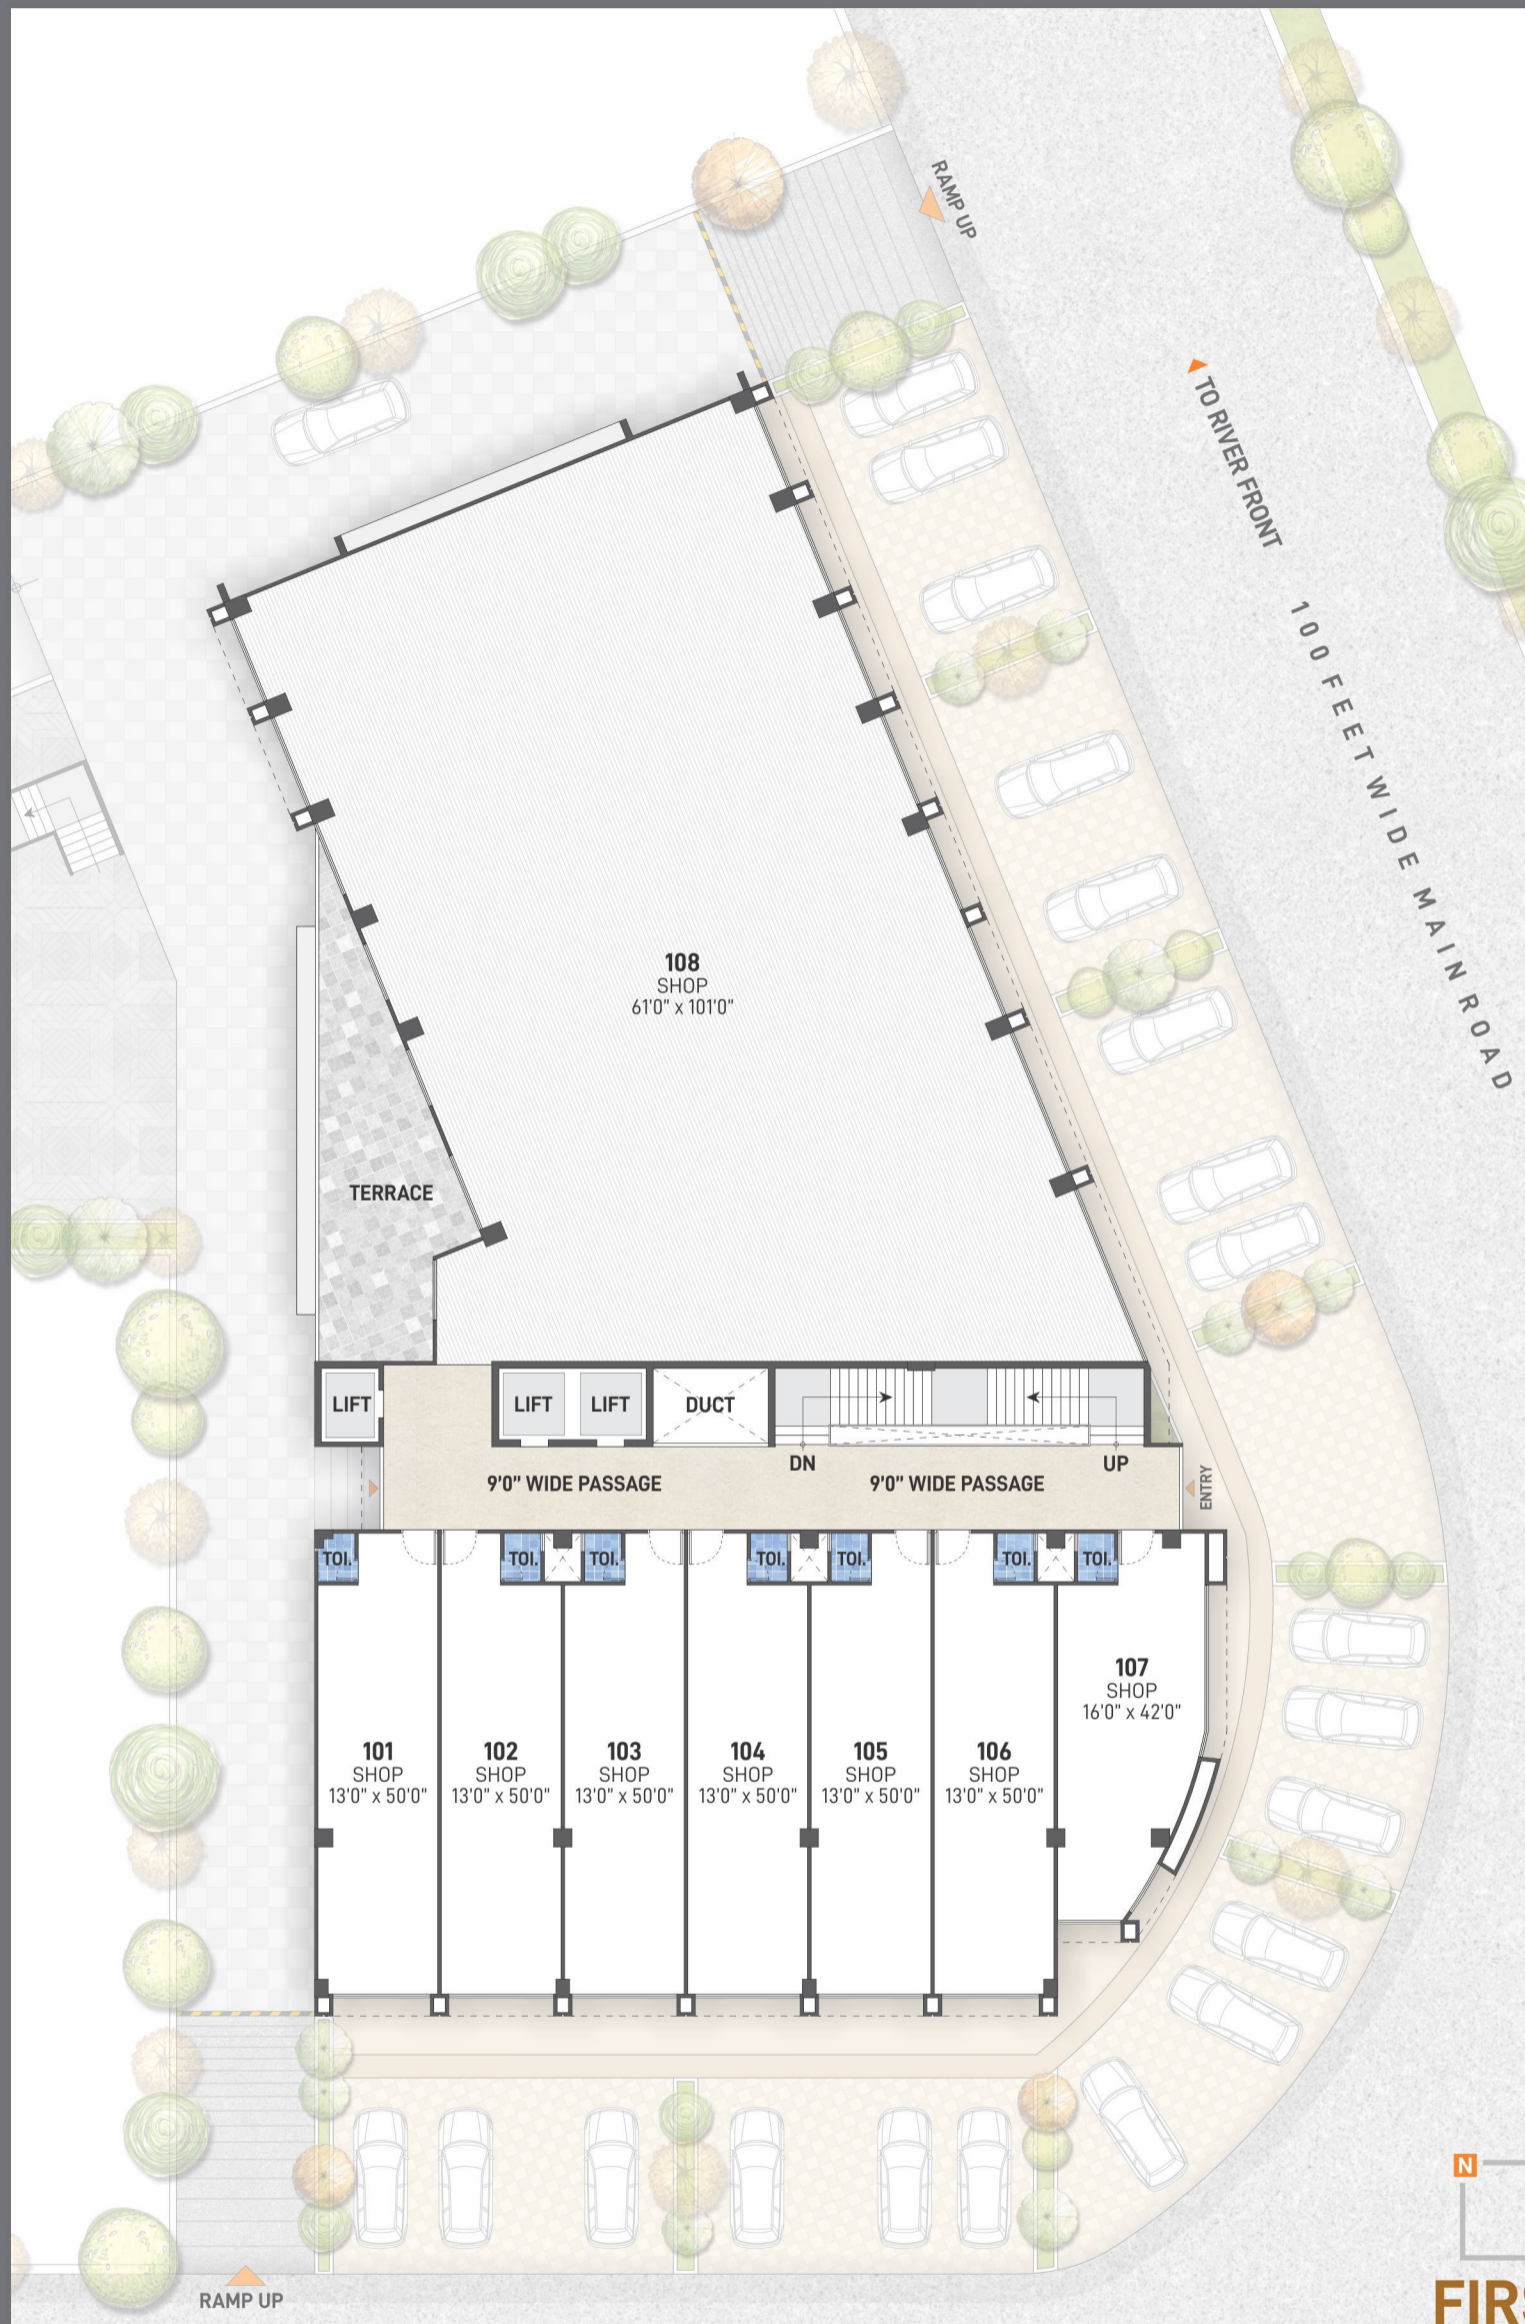 RAMP UP
TO RIVER FRONT
100 FEET WIDE MAIN ROAD
108
SHOP
61'0" x 101'0"
TERRACE
LIFT
LIFT
LIFT
DUCT
DN
UP
9'0" WIDE PASSAGE
9'0" WIDE PASSAGE
ENTRY
TOI.
TOI.
TOI.
TOI.
TOI.
TOI.
TOI.
107
SHOP
16'0" x 42'0"
101
SHOP
13'0" x 50'0"
102
SHOP
13'0" x 50'0"
103
SHOP
13'0" x 50'0"
104
SHOP
13'0" x 50'0"
105
SHOP
13'0" x 50'0"
106
SHOP
13'0" x 50'0"
N
RAMP UP